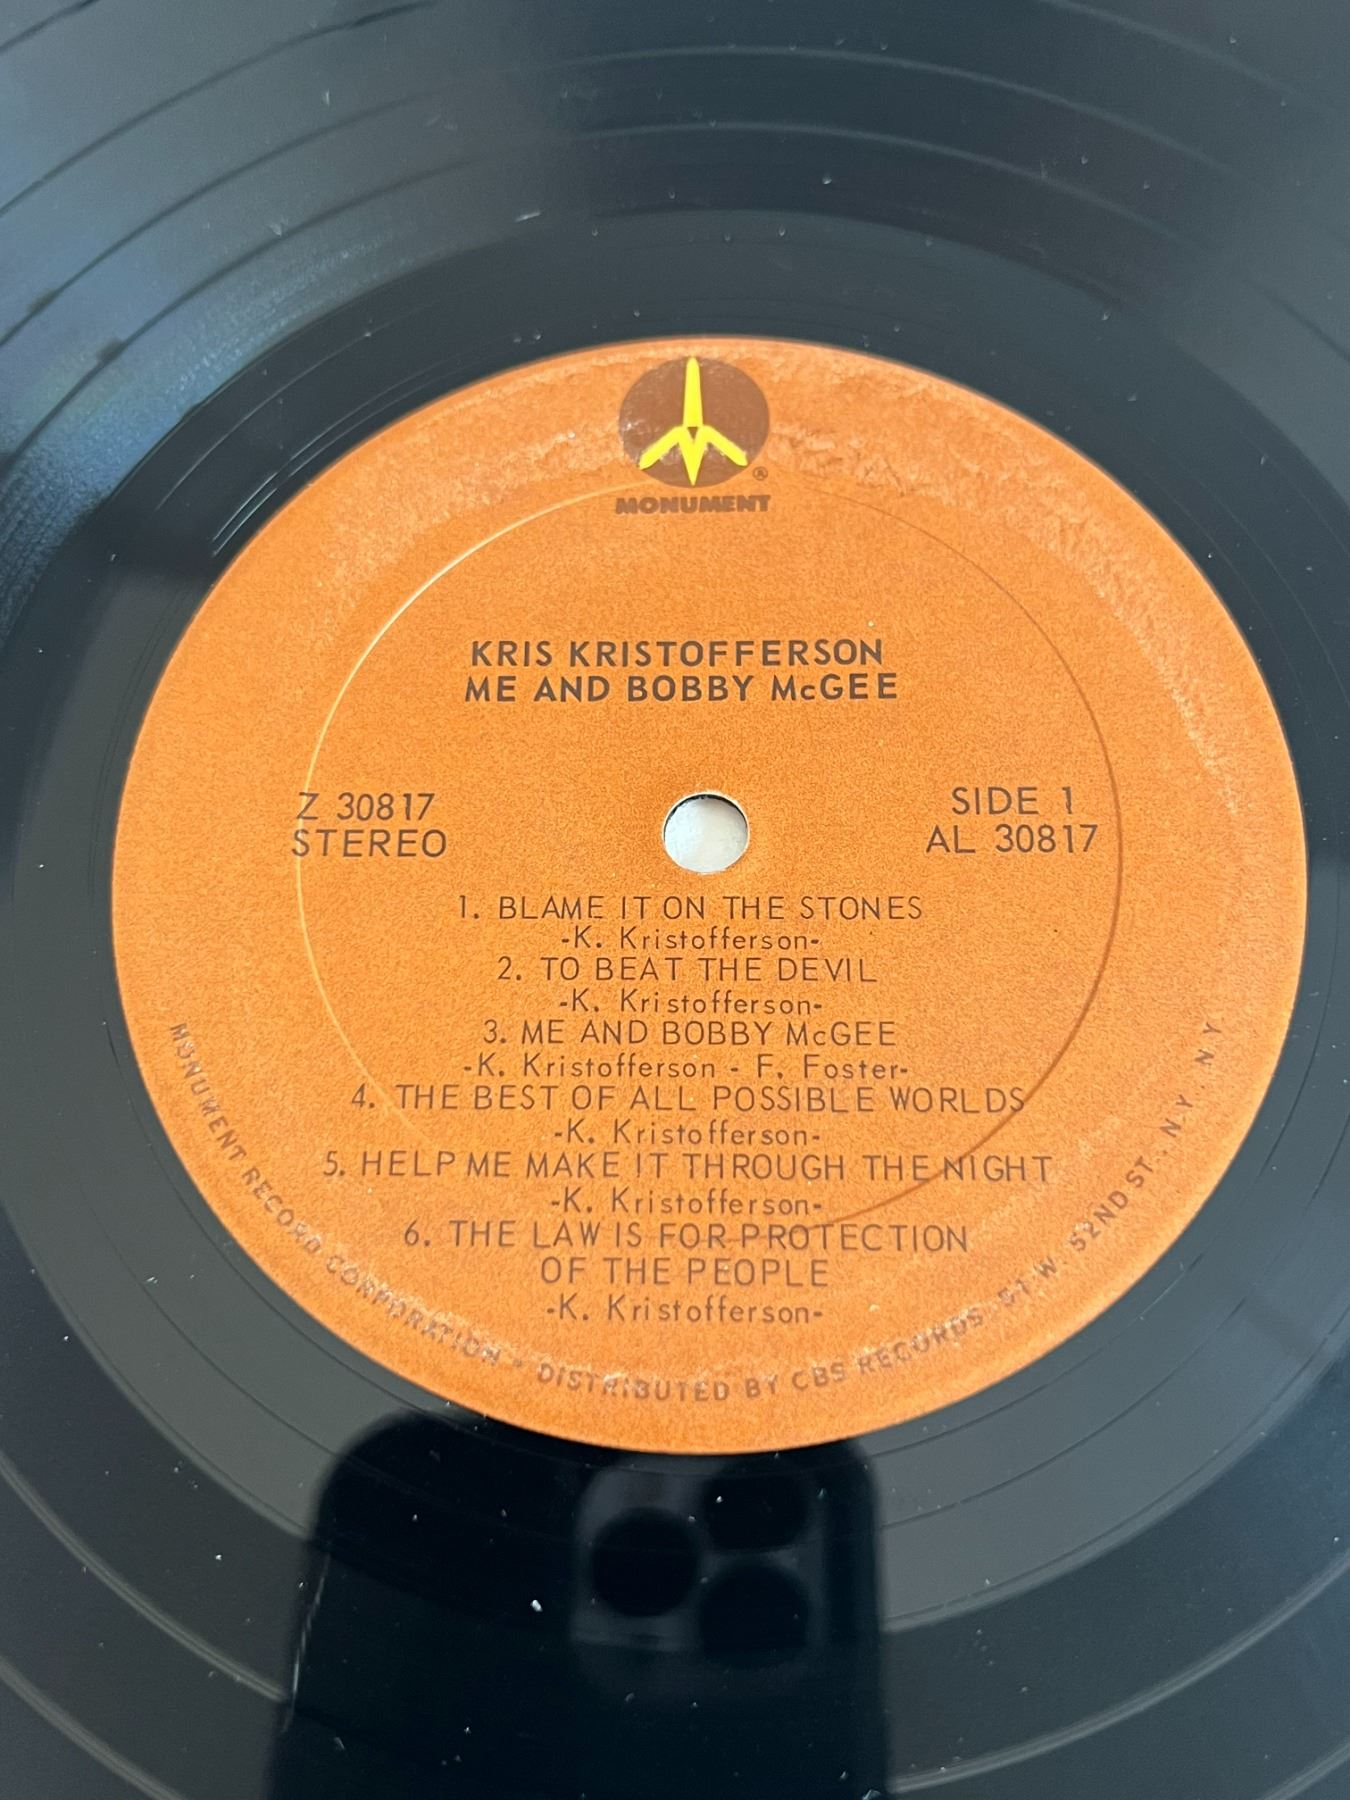 ®
MONUMENT
KRIS KRISTOFFERSON
ME AND BOBBY McGEE
Z 30817
STEREO
SIDE 1
AL 30817
1. BLAME IT ON THE STONES
-K. Kristofferson-
2. TO BEAT THE DEVIL
-K. Kristofferson-
3. ME AND BOBBY McGEE
-K. Kristofferson - F. Foster-
4. THE BEST OF ALL POSSIBLE WORLDS
-K. Kristofferson-
5. HELP ME MAKE IT THROUGH THE NIGHT
-K. Kristofferson-
6. THE LAW IS FOR PROTECTION
OF THE PEOPLE
-K. Kristofferson-
MONUMENT RECORD CORPORATION • DISTRIBUTED BY CBS RECORDS. 51 W. 52ND ST. N.Y. N Y